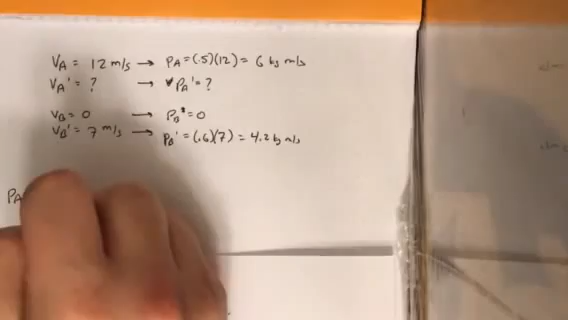 VA = 12 m/s → PA = (.5)(12) = 6 kg m/s
VA' = ? → PA' = ?
VB = 0 → PB = 0
VB' = 7 m/s → PB' = (.6)(7) = 4.2 kg m/s
PA